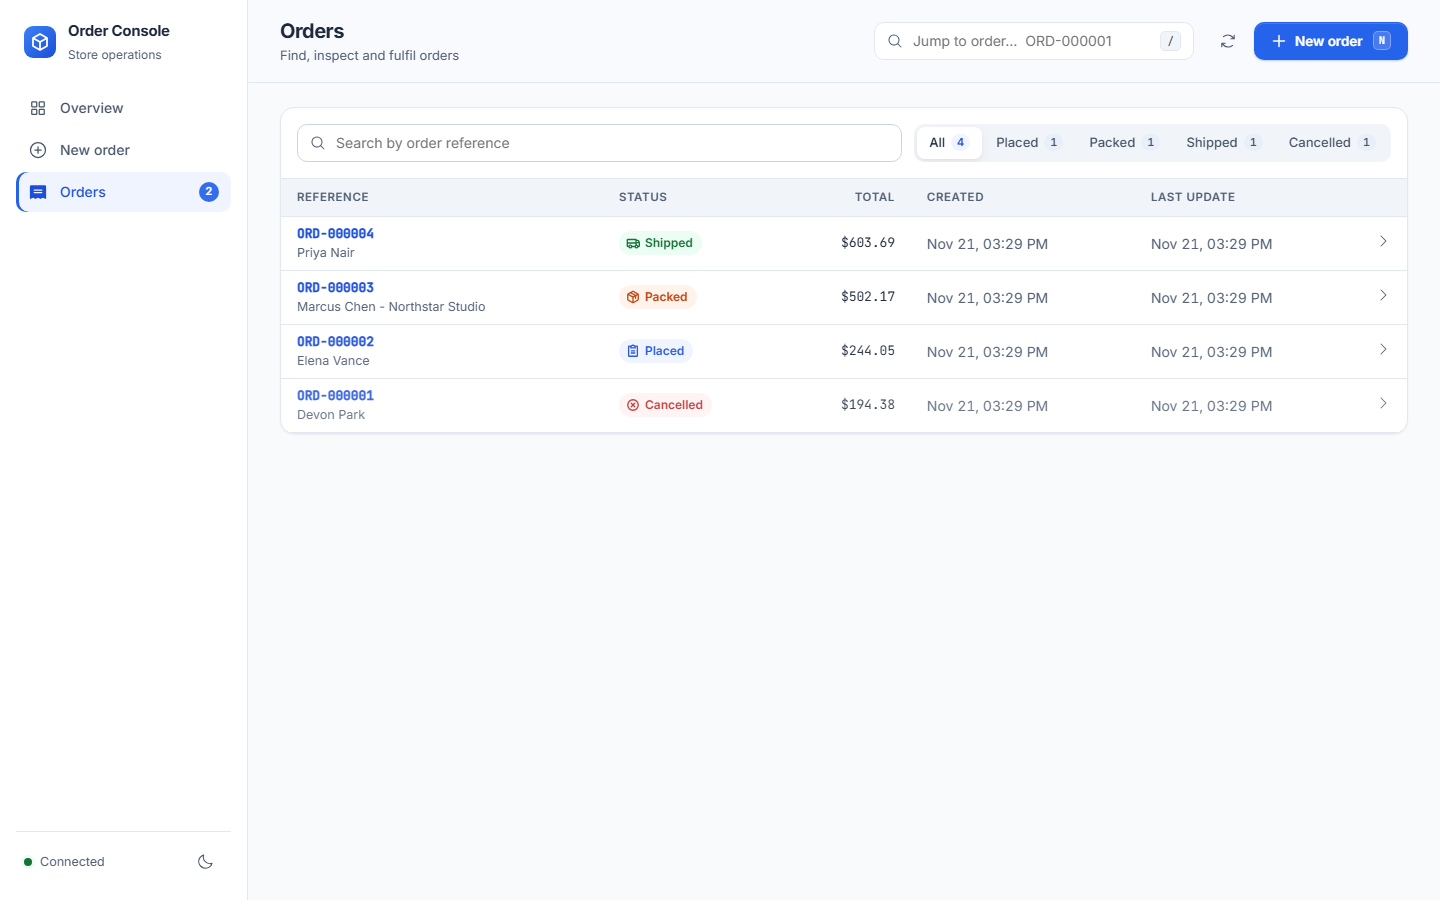 Order Console
Store operations
Overview
New order
Orders 2
Connected
Orders
Find, inspect and fulfil orders
Jump to order... ORD-000001 /
New order N
Search by order reference
All 4 Placed 1 Packed 1 Shipped 1 Cancelled 1
REFERENCE STATUS TOTAL CREATED LAST UPDATE
ORD-000004
Priya Nair
Shipped $603.69 Nov 21, 03:29 PM Nov 21, 03:29 PM
ORD-000003
Marcus Chen - Northstar Studio
Packed $502.17 Nov 21, 03:29 PM Nov 21, 03:29 PM
ORD-000002
Elena Vance
Placed $244.05 Nov 21, 03:29 PM Nov 21, 03:29 PM
ORD-000001
Devon Park
Cancelled $194.38 Nov 21, 03:29 PM Nov 21, 03:29 PM